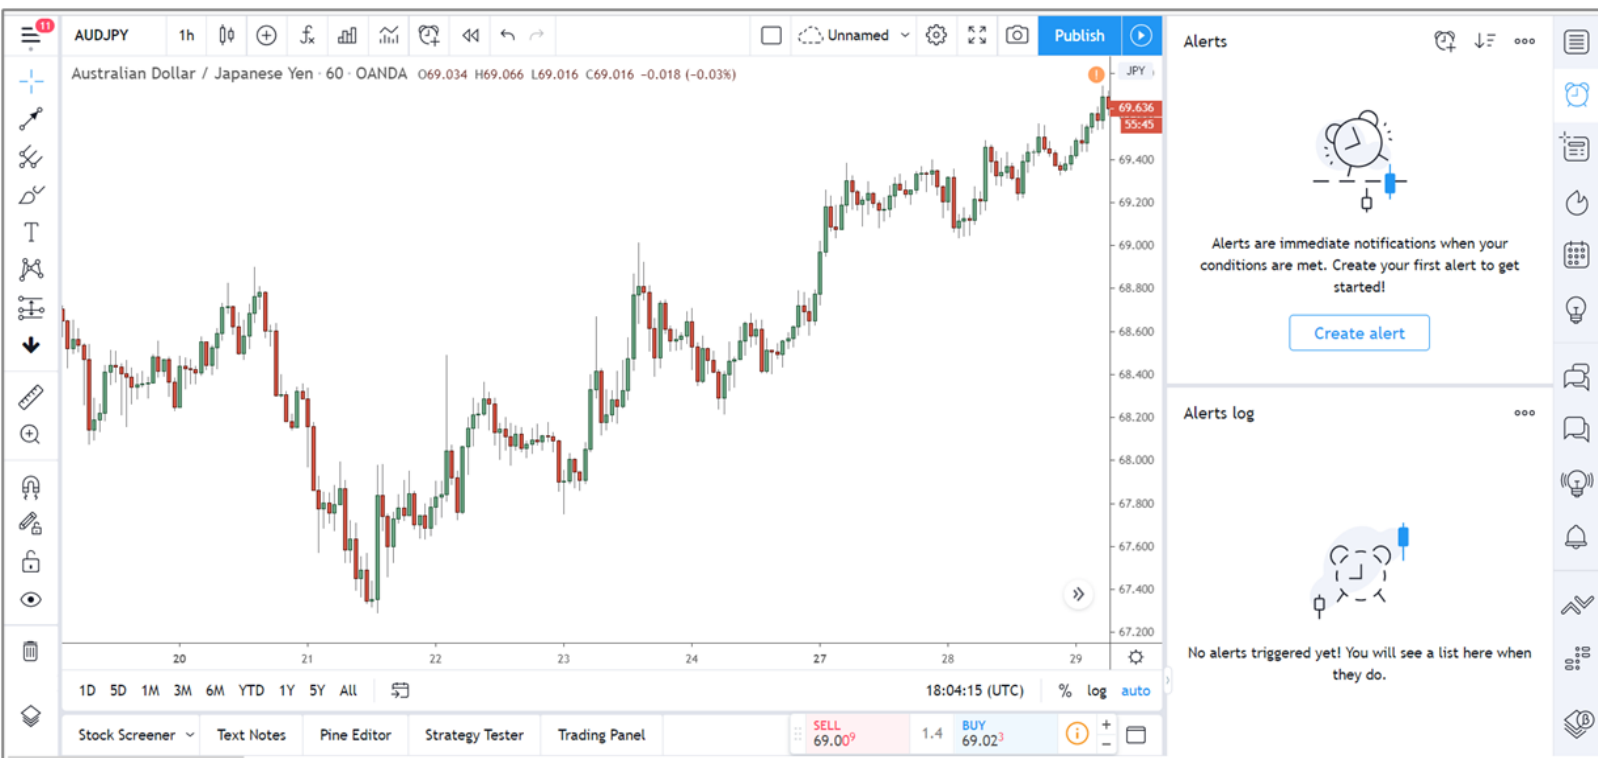 11
AUDJPY 1h Unnamed Publish
Australian Dollar / Japanese Yen · 60 · OANDA O69.034 H69.066 L69.016 C69.016 −0.018 (−0.03%)
JPY
69.636
55:45
69.400
69.200
69.000
68.800
68.600
68.400
68.200
68.000
67.800
67.600
67.400
67.200
20 21 22 23 24 27 28 29
1D 5D 1M 3M 6M YTD 1Y 5Y All 18:04:15 (UTC) % log auto
Stock Screener Text Notes Pine Editor Strategy Tester Trading Panel
SELL
69.009
1.4
BUY
69.023
Alerts
Alerts are immediate notifications when your
conditions are met. Create your first alert to get
started!
Create alert
Alerts log
No alerts triggered yet! You will see a list here when
they do.